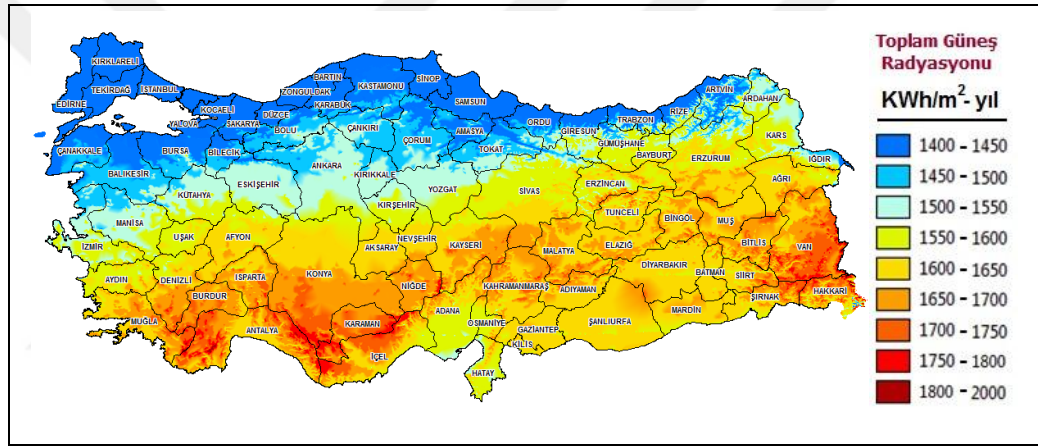 Toplam Güneş
Radyasyonu
KWh/m²- yıl
1400 - 1450
1450 - 1500
1500 - 1550
1550 - 1600
1600 - 1650
1650 - 1700
1700 - 1750
1750 - 1800
1800 - 2000
KIRKLARELİ
EDİRNE
TEKİRDAĞ
İSTANBUL
KOCAELİ
YALOVA
SAKARYA
DÜZCE
ZONGULDAK
BARTIN
KARABÜK
KASTAMONU
SİNOP
SAMSUN
ORDU
GİRESUN
TRABZON
RİZE
ARTVİN
ARDAHAN
KARS
IĞDIR
ÇANAKKALE
BALIKEŞİR
BURSA
BİLECİK
BOLU
ÇANKIRI
ÇORUM
AMASYA
TOKAT
GÜMÜŞHANE
BAYBURT
ERZURUM
AĞRI
KÜTAHYA
ESKİŞEHİR
ANKARA
KIRIKKALE
YOZGAT
KIRŞEHİR
SİVAS
ERZİNCAN
TUNCELİ
BİNGÖL
MUŞ
BİTLİS
VAN
MANİSA
İZMİR
UŞAK
AFYON
AKSARAY
NEVŞEHİR
KAYSERİ
MALATYA
ELAZIĞ
DİYARBAKIR
BATMAN
SİİRT
ŞIRNAK
HAKKARİ
AYDIN
DENİZLİ
ISPARTA
BURDUR
KONYA
NİĞDE
KAHRAMANMARAŞ
ADIYAMAN
MARDİN
MUĞLA
ANTALYA
KARAMAN
İÇEL
ADANA
OSMANİYE
GAZİANTEP
KİLİS
ŞANLIURFA
HATAY